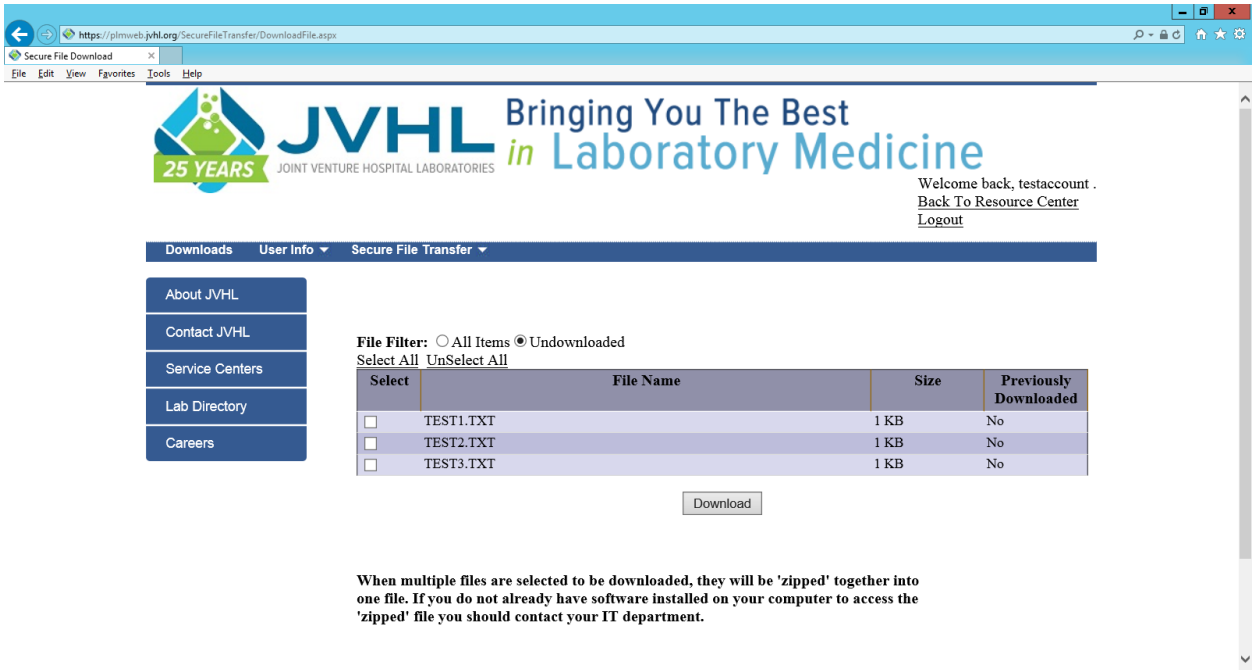 https://plmweb.jvhl.org/SecureFileTransfer/DownloadFile.aspx
Secure File Download
File Edit View Favorites Tools Help
25 YEARS
JVHL
JOINT VENTURE HOSPITAL LABORATORIES
Bringing You The Best
in Laboratory Medicine
Welcome back, testaccount .
Back To Resource Center
Logout
Downloads User Info Secure File Transfer
About JVHL
Contact JVHL
Service Centers
Lab Directory
Careers
File Filter: All Items Undownloaded
Select All UnSelect All
Select File Name Size Previously Downloaded
TEST1.TXT 1 KB No
TEST2.TXT 1 KB No
TEST3.TXT 1 KB No
Download
When multiple files are selected to be downloaded, they will be 'zipped' together into
one file. If you do not already have software installed on your computer to access the
'zipped' file you should contact your IT department.